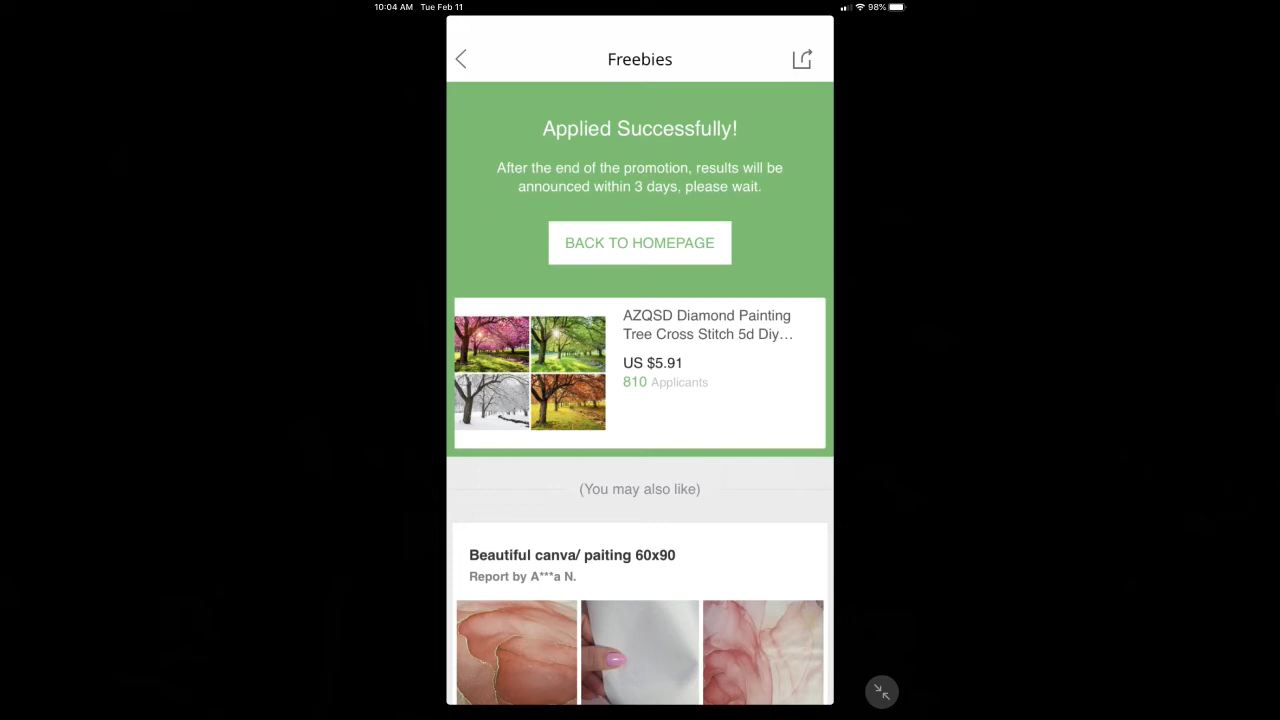 10:04 AM Tue Feb 11
98%
Freebies
Applied Successfully!
After the end of the promotion, results will be
announced within 3 days, please wait.
BACK TO HOMEPAGE
AZQSD Diamond Painting
Tree Cross Stitch 5d Diy...
US $5.91
810 Applicants
(You may also like)
Beautiful canva/ paiting 60x90
Report by A***a N.